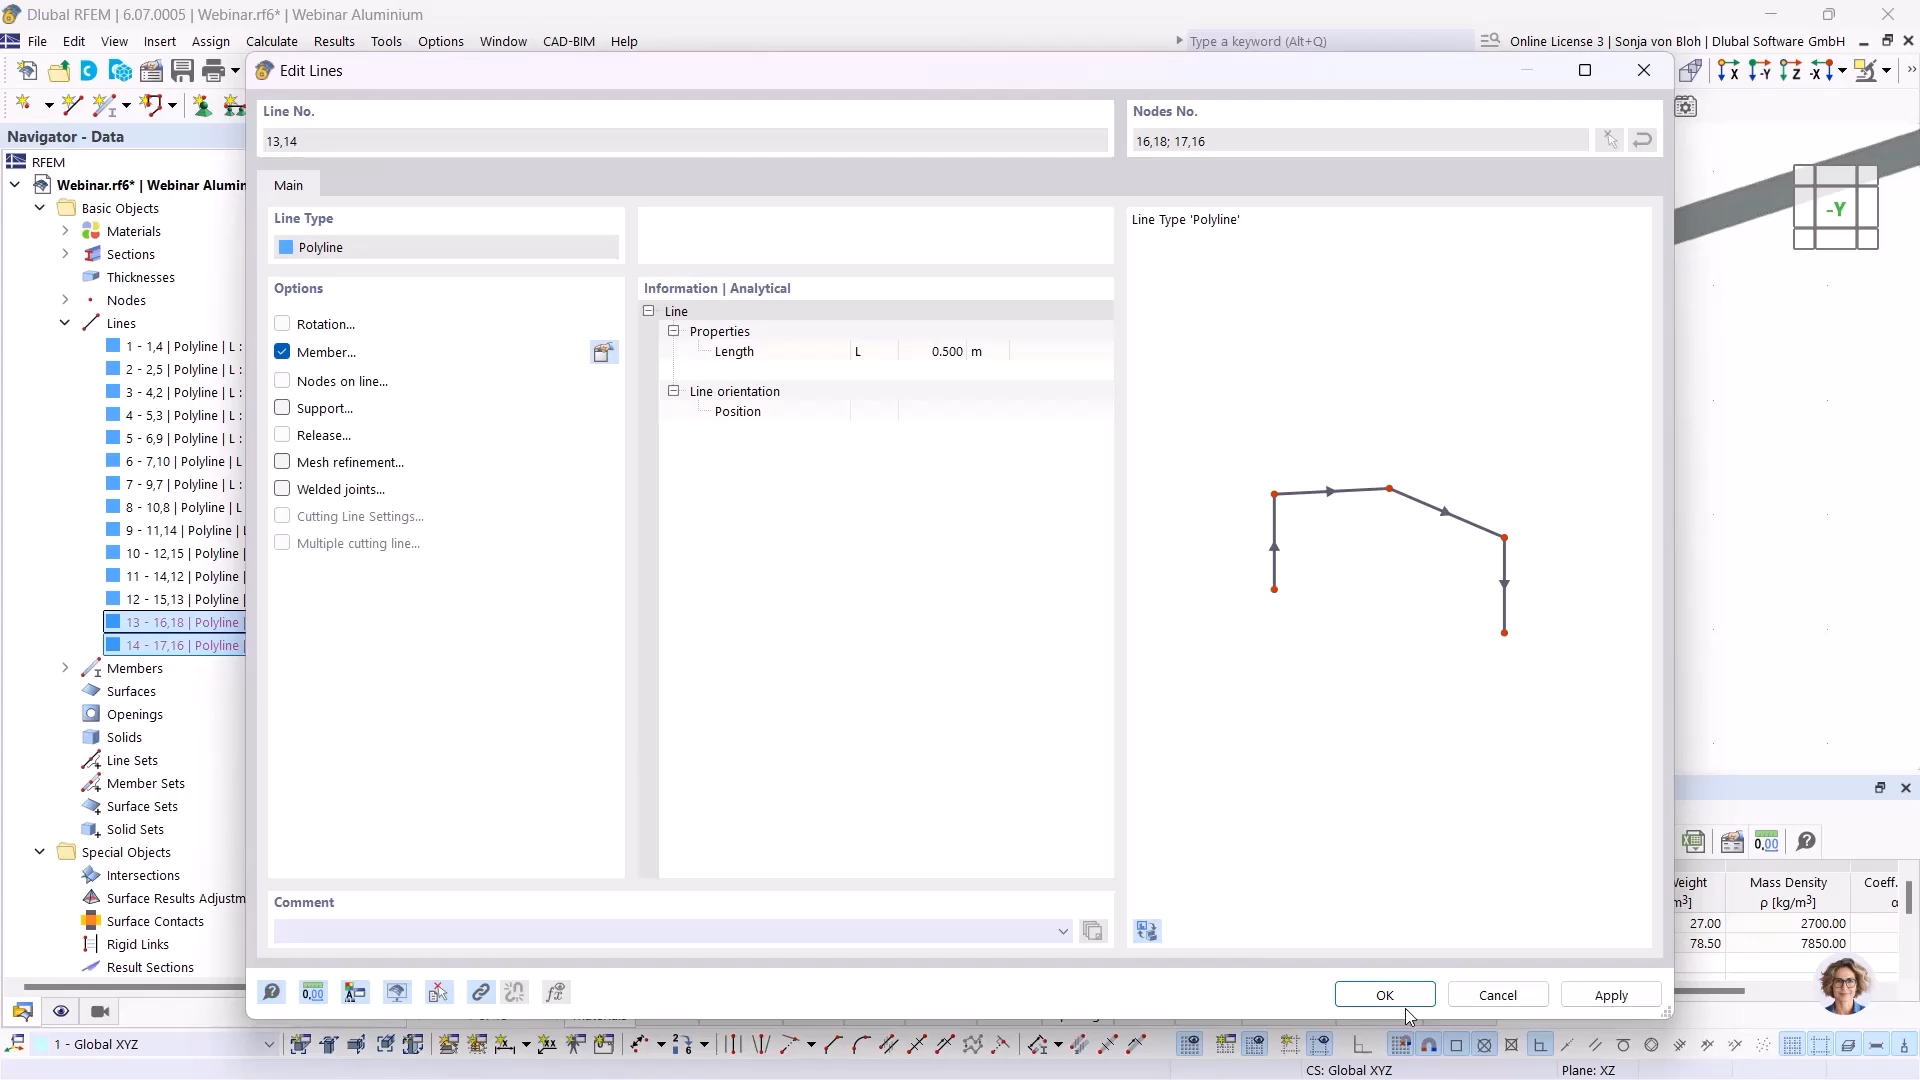 Dlubal RFEM | 6.07.0005 | Webinar.rf6* | Webinar Aluminium
File Edit View Insert Assign Calculate Results Tools Options Window CAD-BIM Help
Type a keyword (Alt+Q)
Online License 3 | Sonja von Bloh | Dlubal Software GmbH
Edit Lines
Line No.
13,14
Nodes No.
16,18; 17,16
Navigator - Data
RFEM
Webinar.rf6* | Webinar Alumin
Basic Objects
Materials
Sections
Thicknesses
Nodes
Lines
1 - 1,4 | Polyline | L :
2 - 2,5 | Polyline | L :
3 - 4,2 | Polyline | L :
4 - 5,3 | Polyline | L :
5 - 6,9 | Polyline | L :
6 - 7,10 | Polyline | L
7 - 9,7 | Polyline | L :
8 - 10,8 | Polyline | L
9 - 11,14 | Polyline |
10 - 12,15 | Polyline |
11 - 14,12 | Polyline |
12 - 15,13 | Polyline |
13 - 16,18 | Polyline |
14 - 17,16 | Polyline |
Members
Surfaces
Openings
Solids
Line Sets
Member Sets
Surface Sets
Solid Sets
Special Objects
Intersections
Surface Results Adjustm
Surface Contacts
Rigid Links
Result Sections
Main
Line Type
Polyline
Options
Rotation...
Member...
Nodes on line...
Support...
Release...
Mesh refinement...
Welded joints...
Cutting Line Settings...
Multiple cutting line...
Information | Analytical
Line
Properties
Length L 0.500 m
Line orientation
Position
Line Type 'Polyline'
Comment
OK
Cancel
Apply
-Y
Mass Density
Coeff.
ρ [kg/m³]
27.00 2700.00
78.50 7850.00
1 - Global XYZ
CS: Global XYZ
Plane: XZ